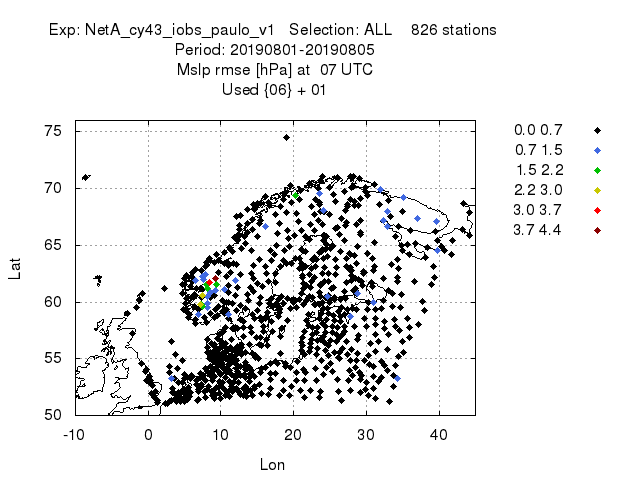 Exp: NetA_cy43_iobs_paulo_v1 Selection: ALL 826 stations
Period: 20190801-20190805
Mslp rmse [hPa] at 07 UTC
Used {06} + 01
75
70
65
60
55
50
-10 0 10 20 30 40
Lat
Lon
0.0 0.7
0.7 1.5
1.5 2.2
2.2 3.0
3.0 3.7
3.7 4.4